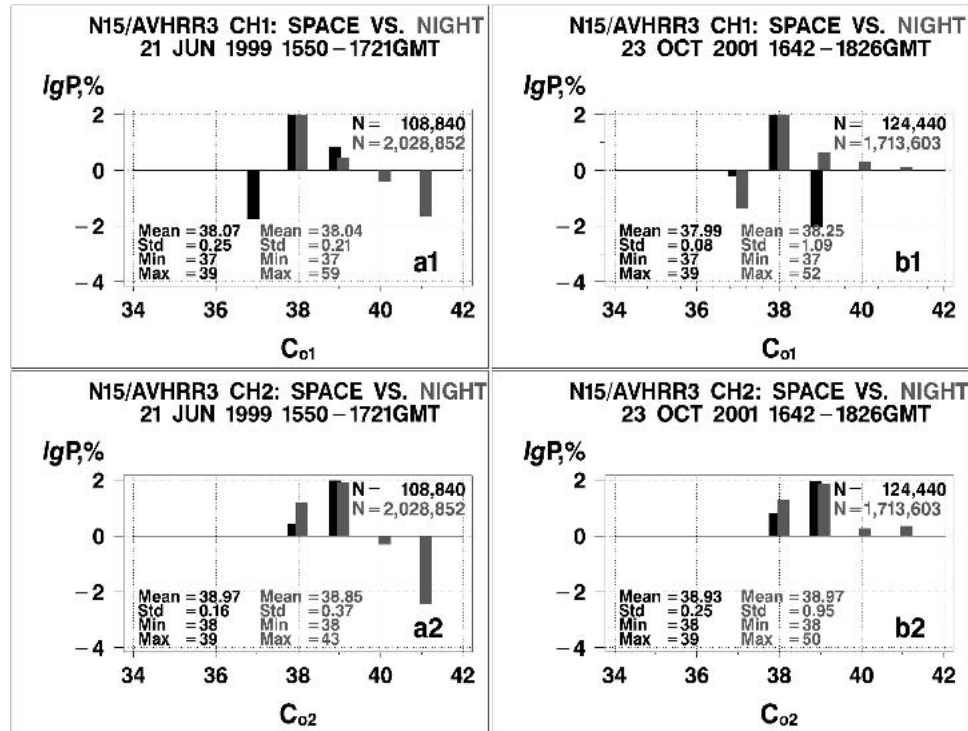 N15/AVHRR3 CH1: SPACE VS. NIGHT
21 JUN 1999 1550–1721GMT
lgP,%
2
0
−2
−4
N = 108,840
N = 2,028,852
Mean = 38.07 Mean = 38.04
Std = 0.25 Std = 0.21
Min = 37 Min = 37
Max = 39 Max = 59
a1
34 36 38 40 42
Co1
N15/AVHRR3 CH1: SPACE VS. NIGHT
23 OCT 2001 1642–1826GMT
lgP,%
2
0
−2
−4
N = 124,440
N = 1,713,603
Mean = 37.99 Mean = 38.25
Std = 0.08 Std = 1.09
Min = 37 Min = 37
Max = 39 Max = 52
b1
34 36 38 40 42
Co1
N15/AVHRR3 CH2: SPACE VS. NIGHT
21 JUN 1999 1550–1721GMT
lgP,%
2
0
−2
−4
N = 108,840
N = 2,028,852
Mean = 38.97 Mean = 38.85
Std = 0.16 Std = 0.37
Min = 38 Min = 38
Max = 39 Max = 43
a2
34 36 38 40 42
Co2
N15/AVHRR3 CH2: SPACE VS. NIGHT
23 OCT 2001 1642–1826GMT
lgP,%
2
0
−2
−4
N = 124,440
N = 1,713,603
Mean = 38.93 Mean = 38.97
Std = 0.25 Std = 0.95
Min = 38 Min = 38
Max = 39 Max = 50
b2
34 36 38 40 42
Co2